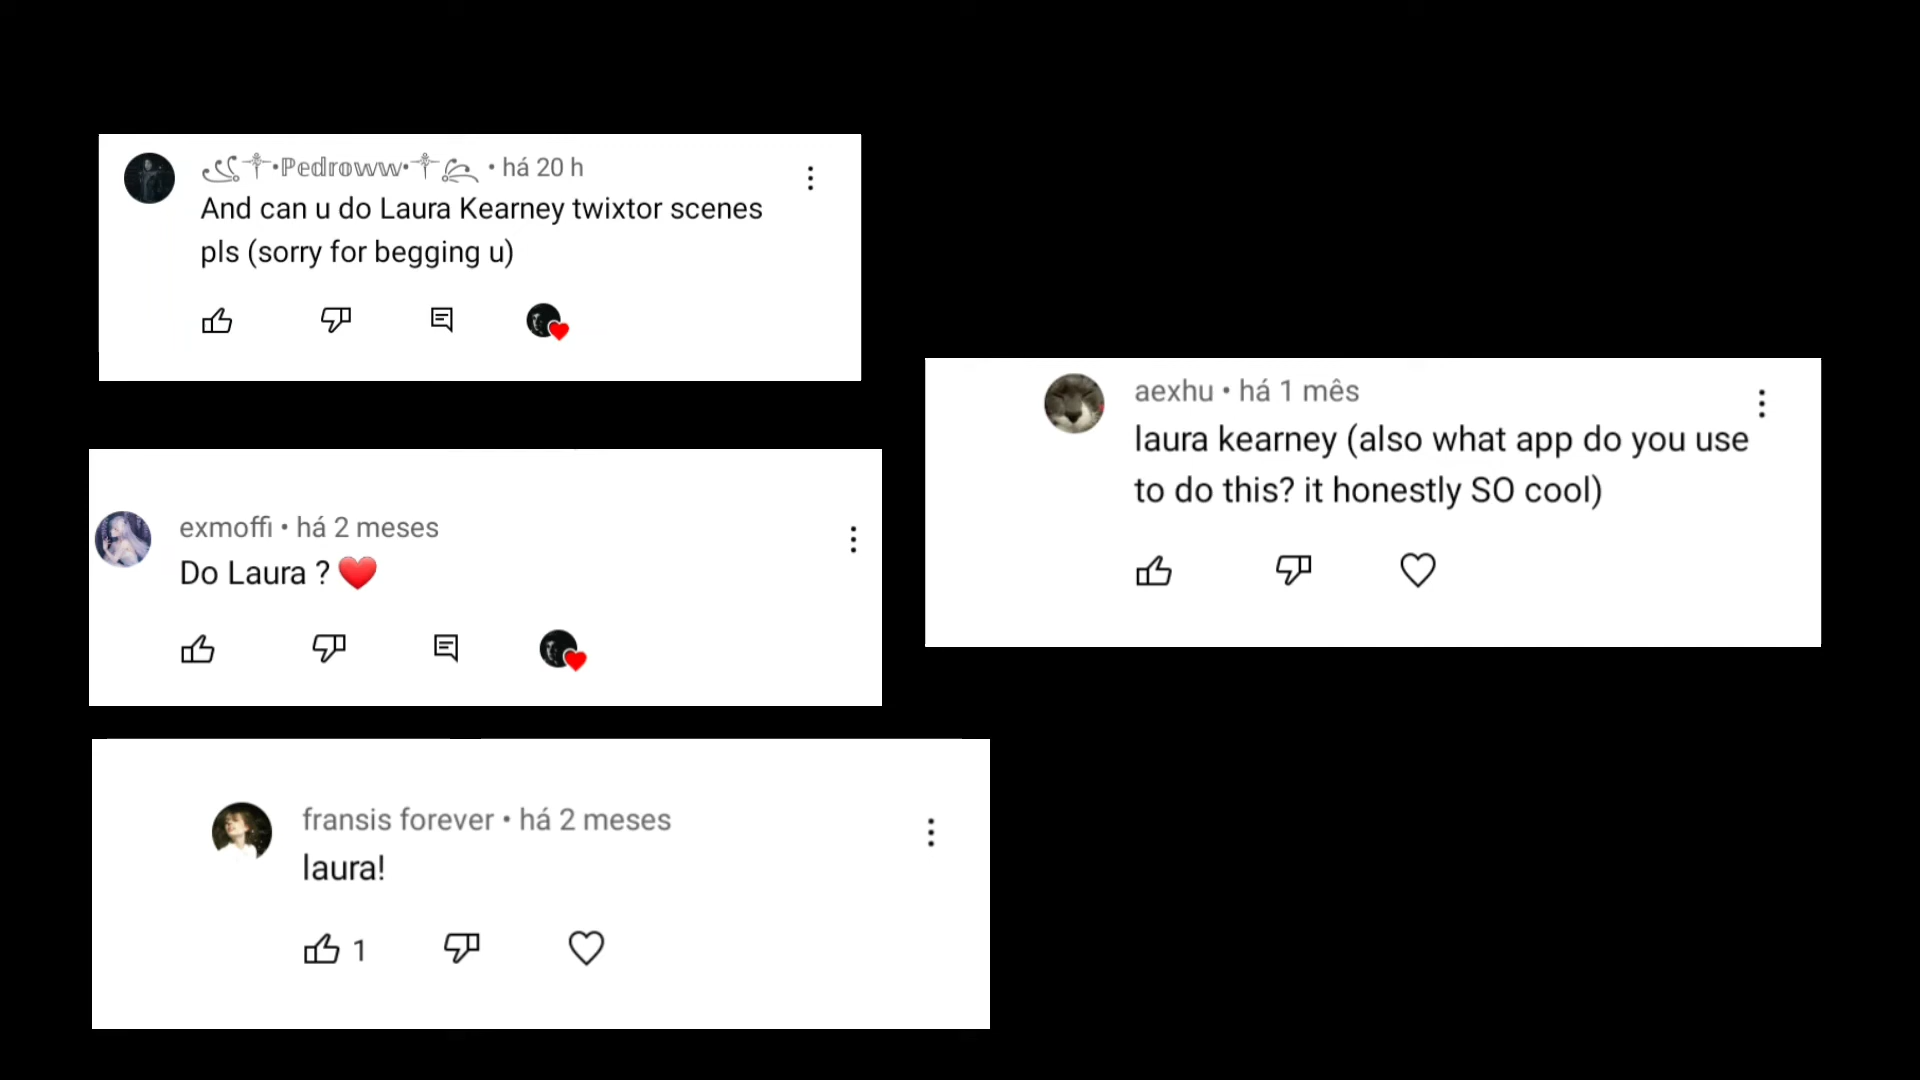 •ℙ𝕖𝕕𝕣𝕠𝕨𝕨• • há 20 h
And can u do Laura Kearney twixtor scenes
pls (sorry for begging u)
exmoffi • há 2 meses
Do Laura ? ❤️
fransis forever • há 2 meses
laura!
1
aexhu • há 1 mês
laura kearney (also what app do you use
to do this? it honestly SO cool)